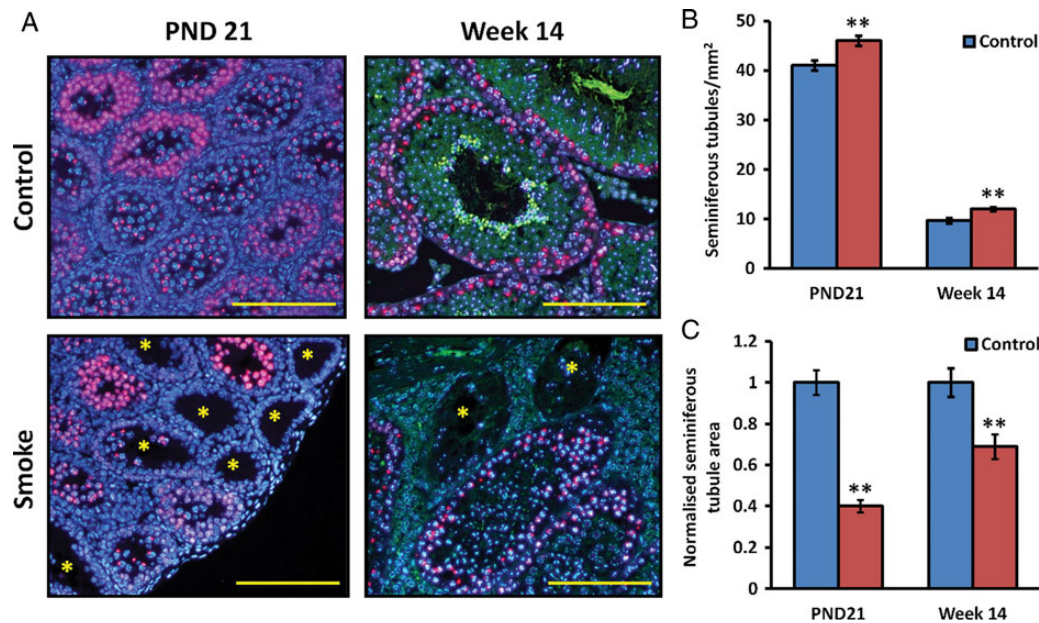 A
PND 21
Week 14
Control
Smoke
*
*
*
*
*
*
*
*
*
B
Seminiferous tubules/mm²
50
40
30
20
10
0
**
**
Control
PND21
Week 14
C
Normalised seminiferous
tubule area
1.2
1
0.8
0.6
0.4
0.2
0
**
**
Control
PND21
Week 14